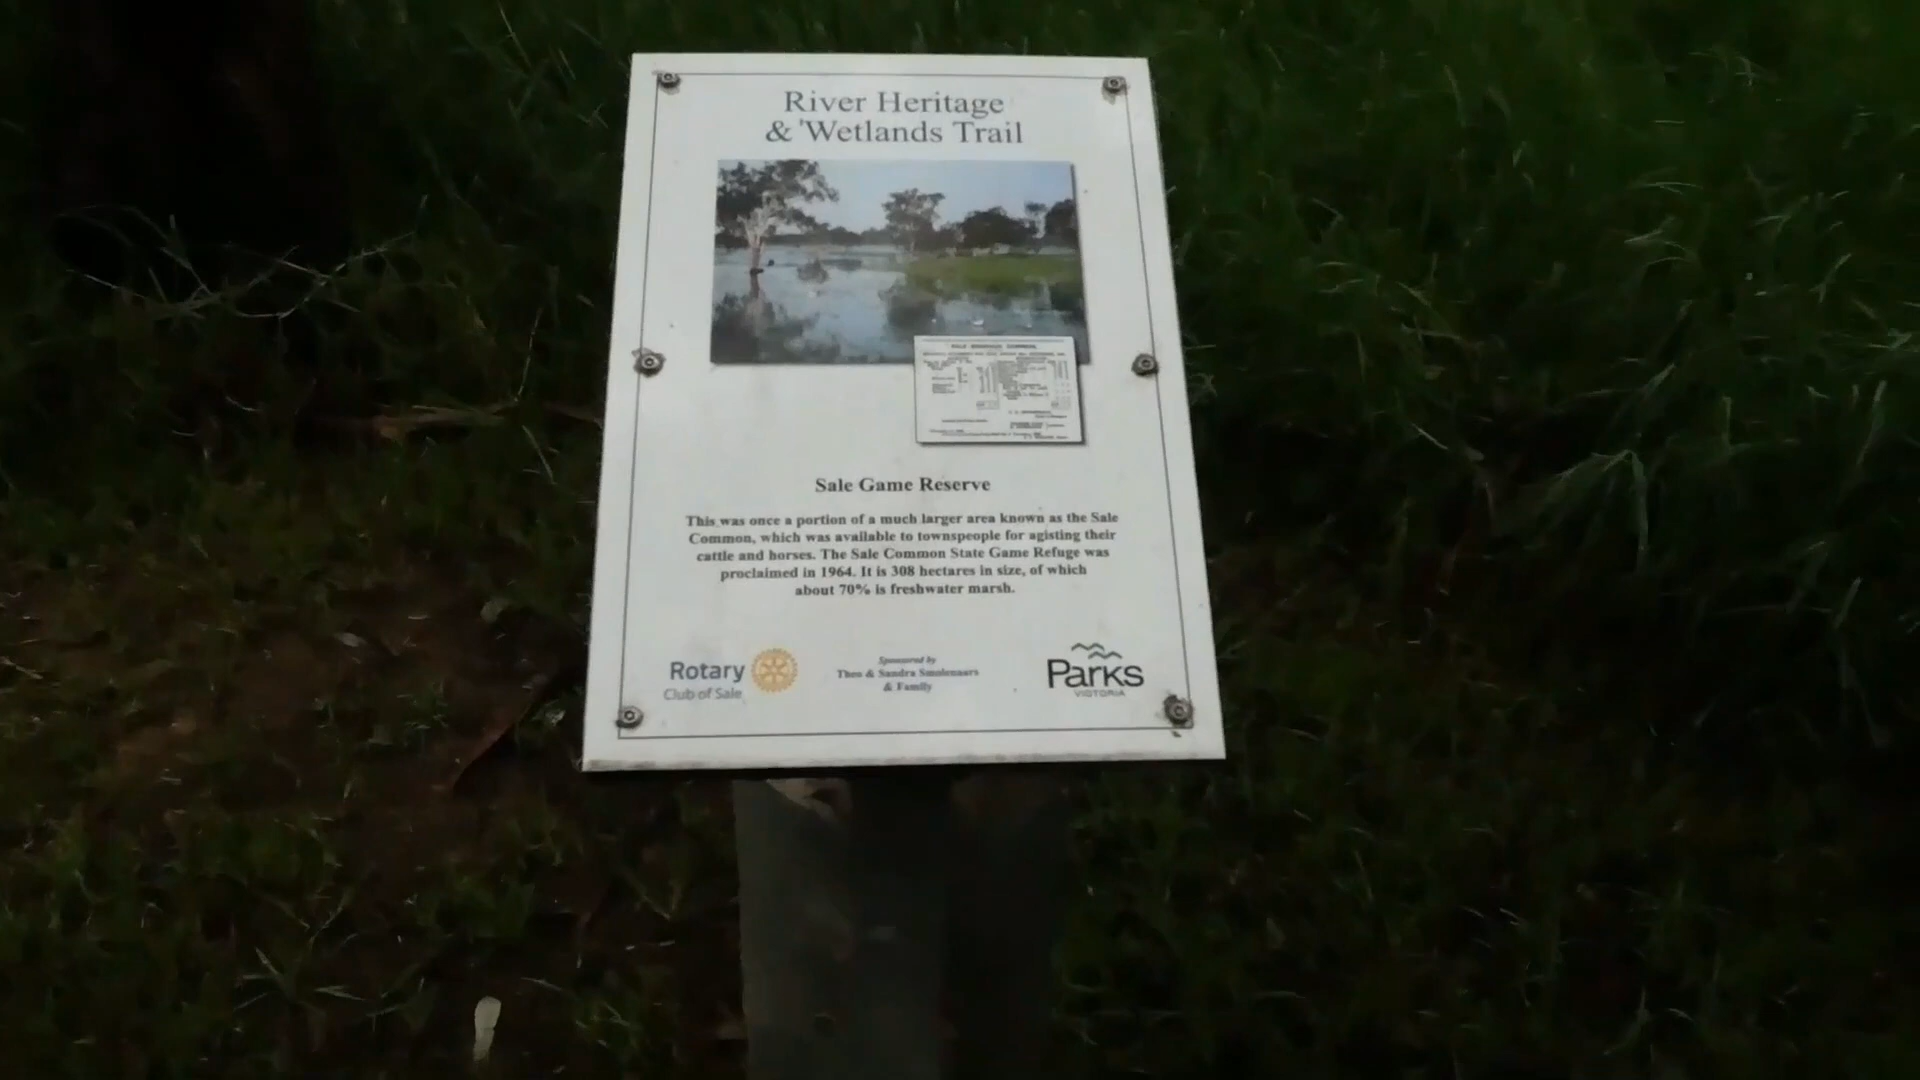 River Heritage
& 'Wetlands Trail
SALE COMMON
Sale Game Reserve
This was once a portion of a much larger area known as the Sale
Common, which was available to townspeople for agisting their
cattle and horses. The Sale Common State Game Refuge was
proclaimed in 1964. It is 308 hectares in size, of which
about 70% is freshwater marsh.
Rotary
Club of Sale
Sponsored by
Theo & Sandra Smolenaars
& Family
Parks
VICTORIA